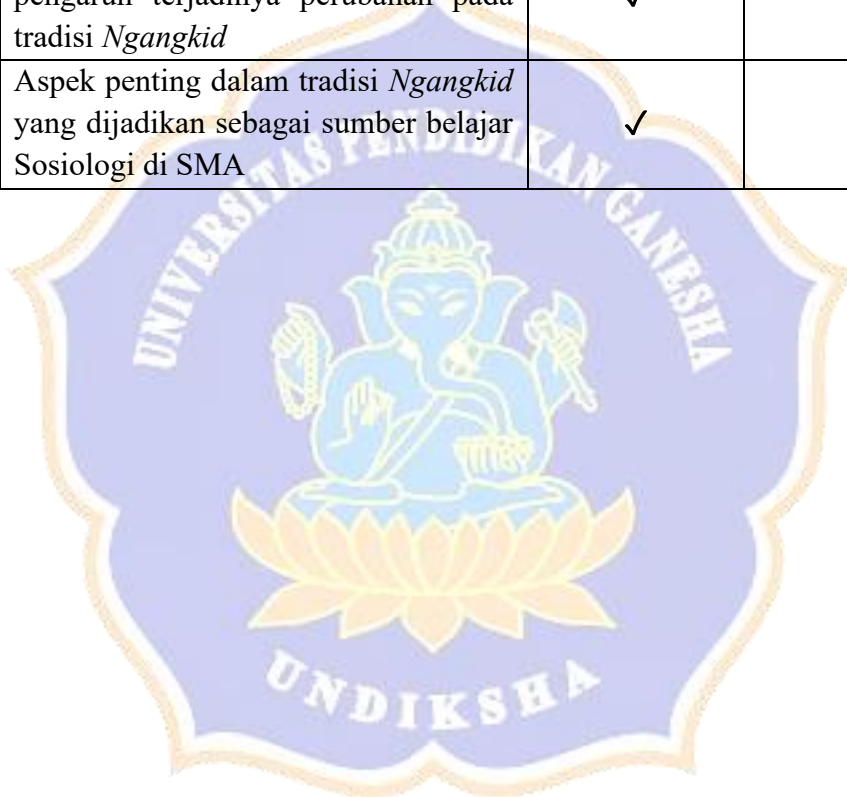 pengaruh terjadinya perubahan pada
tradisi Ngangkid
Aspek penting dalam tradisi Ngangkid
yang dijadikan sebagai sumber belajar
Sosiologi di SMA
✓
UNIVERSITAS PENDIDIKAN GANESHA
UNDIKSHA